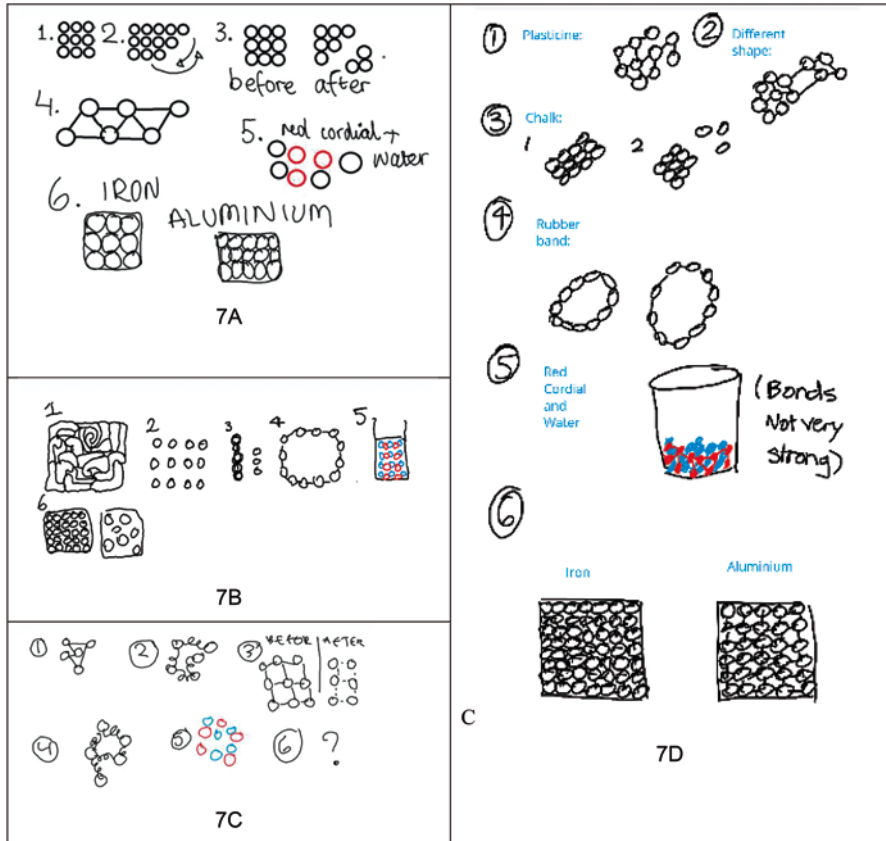 1.
2.
3.
before after
4.
5. red cordial +
water
6. IRON
ALUMINIUM
7A
1
2
3
4
5
6
7B
1
2
3
BEFOR AFTER
4
5
6 ?
7C
1 Plasticine:
2 Different
shape:
3 Chalk:
1
2
4 Rubber
band:
5 Red
Cordial
and
Water
(Bonds
Not very
strong)
6
Iron
Aluminium
C
7D